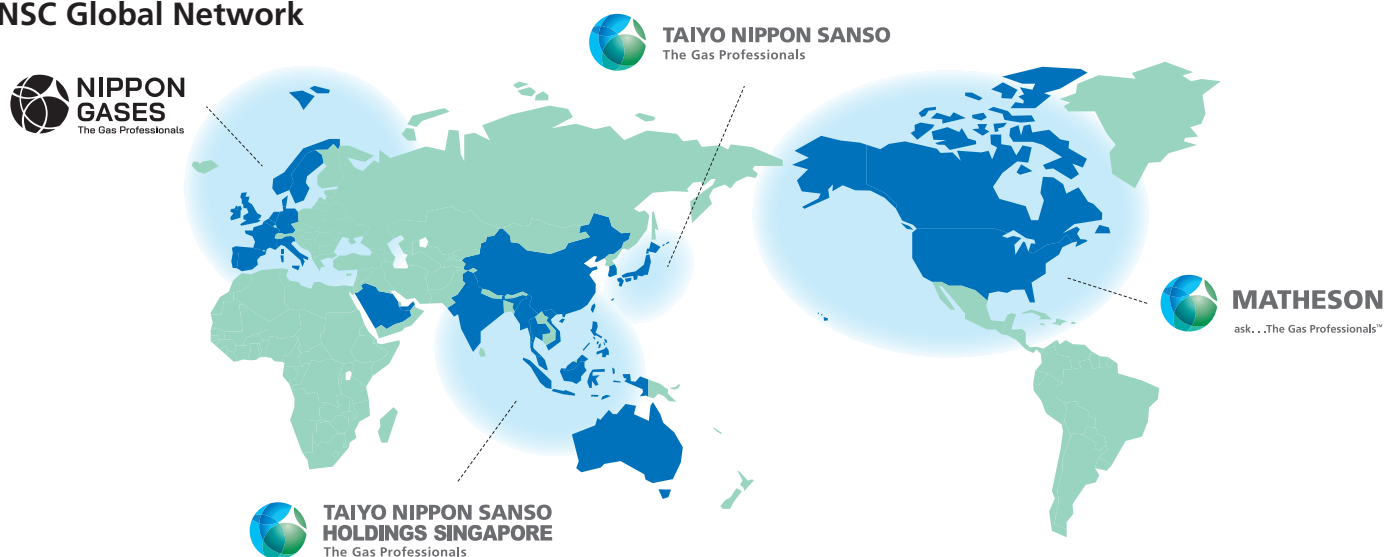 NSC Global Network
TAIYO NIPPON SANSO
The Gas Professionals
NIPPON
GASES
The Gas Professionals
MATHESON
ask...The Gas Professionals™
TAIYO NIPPON SANSO
HOLDINGS SINGAPORE
The Gas Professionals